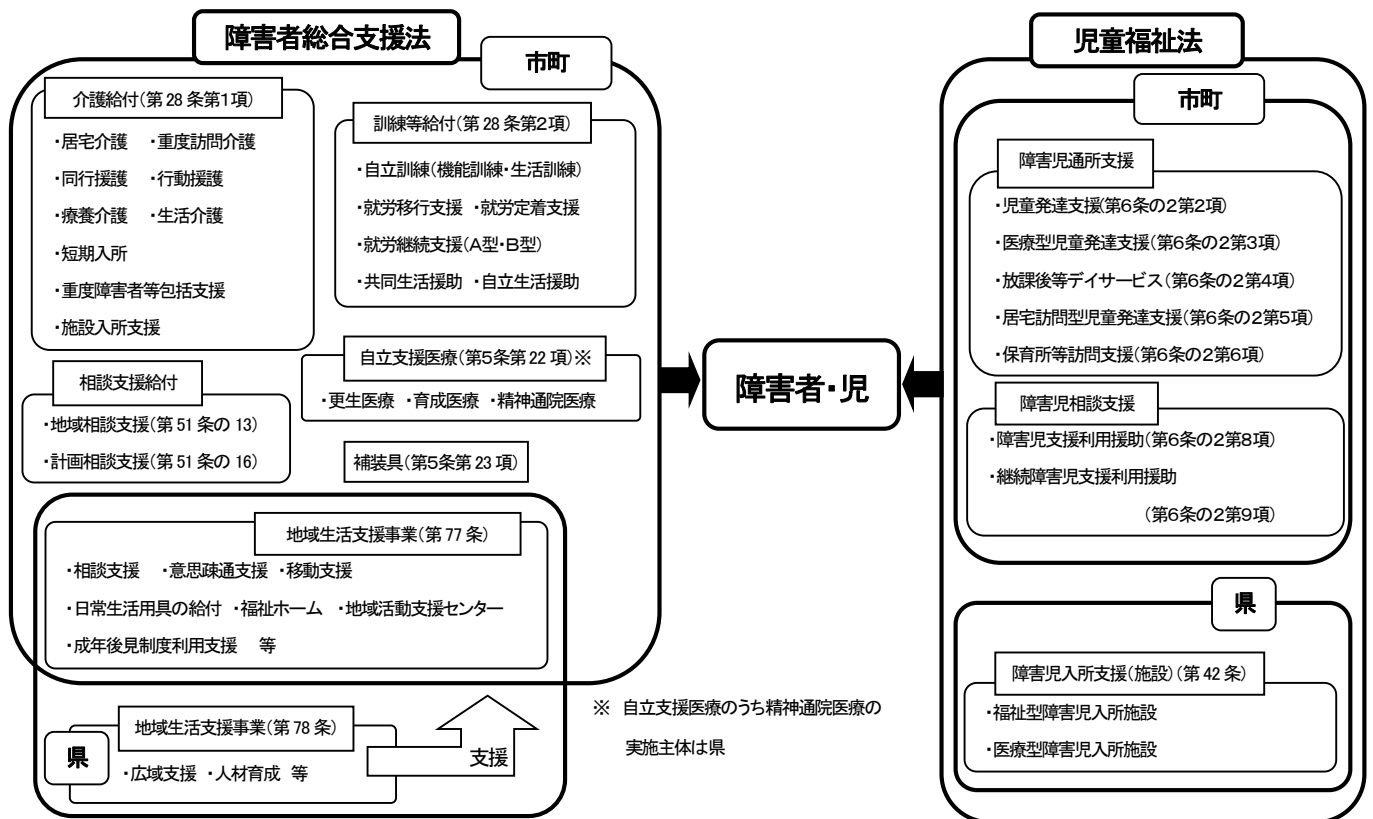 障害者総合支援法
市町
介護給付(第28条第1項)
・居宅介護 ・重度訪問介護
・同行援護 ・行動援護
・療養介護 ・生活介護
・短期入所
・重度障害者等包括支援
・施設入所支援
訓練等給付(第28条第2項)
・自立訓練(機能訓練・生活訓練)
・就労移行支援 ・就労定着支援
・就労継続支援(A型・B型)
・共同生活援助 ・自立生活援助
自立支援医療(第5条第22項)※
・更生医療 ・育成医療 ・精神通院医療
相談支援給付
・地域相談支援(第51条の13)
・計画相談支援(第51条の16)
補装具(第5条第23項)
地域生活支援事業(第77条)
・相談支援 ・意思疎通支援 ・移動支援
・日常生活用具の給付 ・福祉ホーム ・地域活動支援センター
・成年後見制度利用支援 等
地域生活支援事業(第78条)
県
・広域支援 ・人材育成 等
支援
※ 自立支援医療のうち精神通院医療の
実施主体は県
障害者・児
児童福祉法
市町
障害児通所支援
・児童発達支援(第6条の2第2項)
・医療型児童発達支援(第6条の2第3項)
・放課後等デイサービス(第6条の2第4項)
・居宅訪問型児童発達支援(第6条の2第5項)
・保育所等訪問支援(第6条の2第6項)
障害児相談支援
・障害児支援利用援助(第6条の2第8項)
・継続障害児支援利用援助
(第6条の2第9項)
県
障害児入所支援(施設)(第42条)
・福祉型障害児入所施設
・医療型障害児入所施設